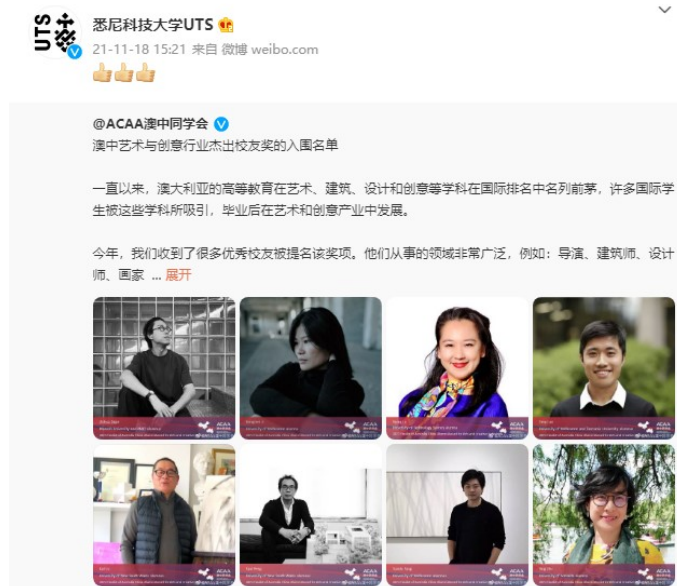 UTS
悉尼科技大学UTS
21-11-18 15:21 来自 微博 weibo.com
@ACAA澳中同学会
澳中艺术与创意行业杰出校友奖的入围名单
一直以来，澳大利亚的高等教育在艺术、建筑、设计和创意等学科在国际排名中名列前茅，许多国际学
生被这些学科所吸引，毕业后在艺术和创意产业中发展。
今年，我们收到了很多优秀校友被提名该奖项。他们从事的领域非常广泛，例如：导演、建筑师、设计
师、画家 ... 展开
ACAA
ACAA
ACAA
ACAA
ACAA
ACAA
ACAA
ACAA